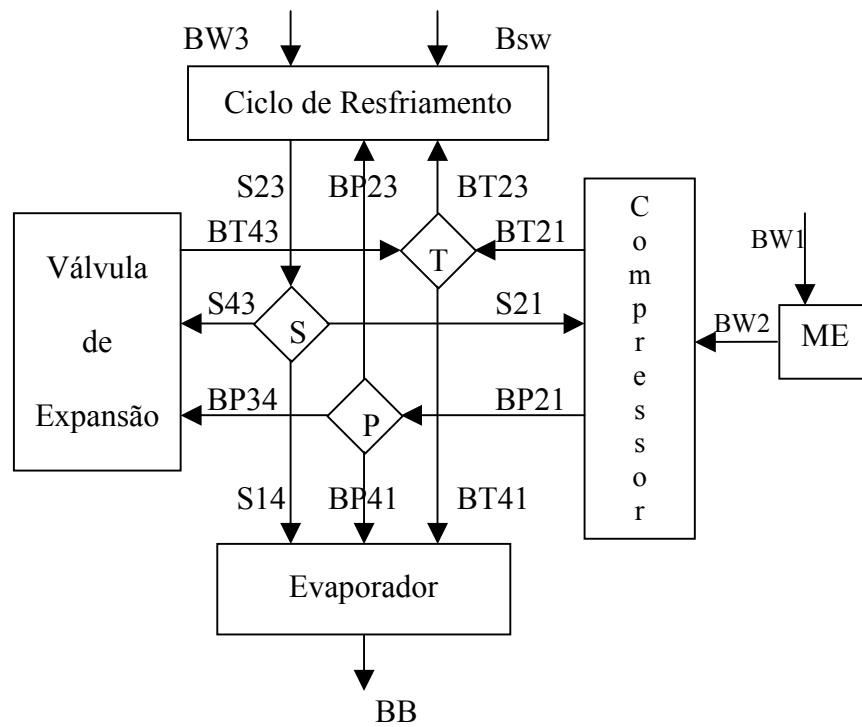 BW3 Bsw
Ciclo de Resfriamento
S23 BP23 BT23
BT43 T BT21
Válvula
de
Expansão
S43 S S21
BP34 P BP21
Compressor
BW1
BW2 ME
S14 BP41 BT41
Evaporador
BB